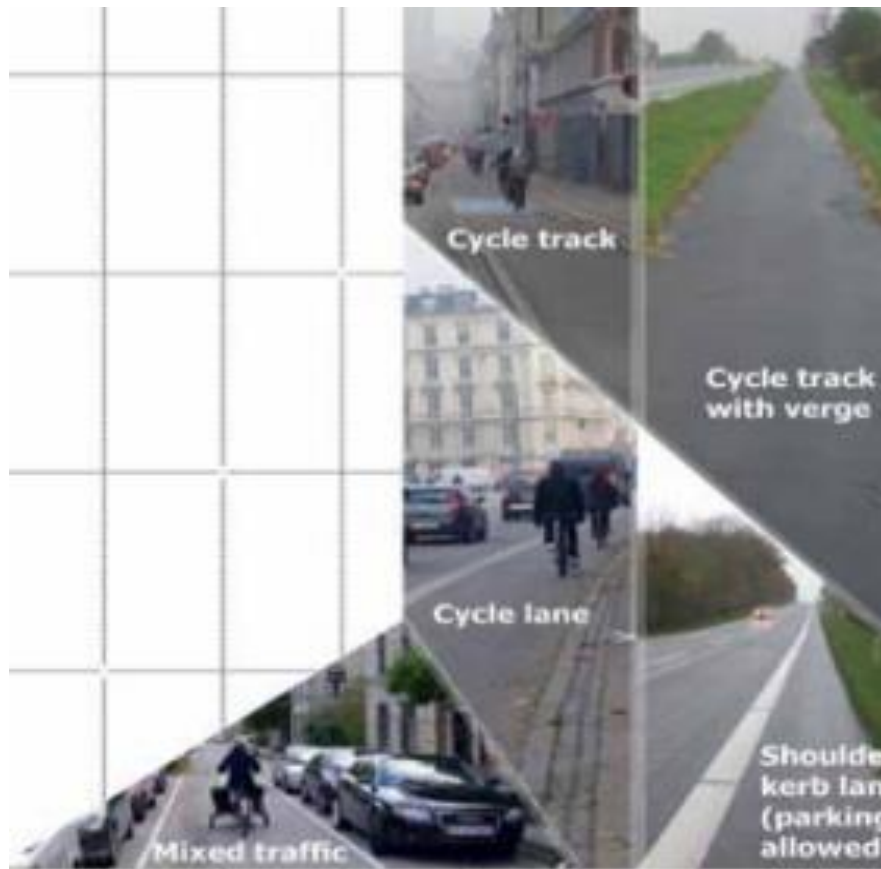 Cycle track
Cycle track
with verge
Cycle lane
Shoulde
kerb lan
(parking
allowed
Mixed traffic